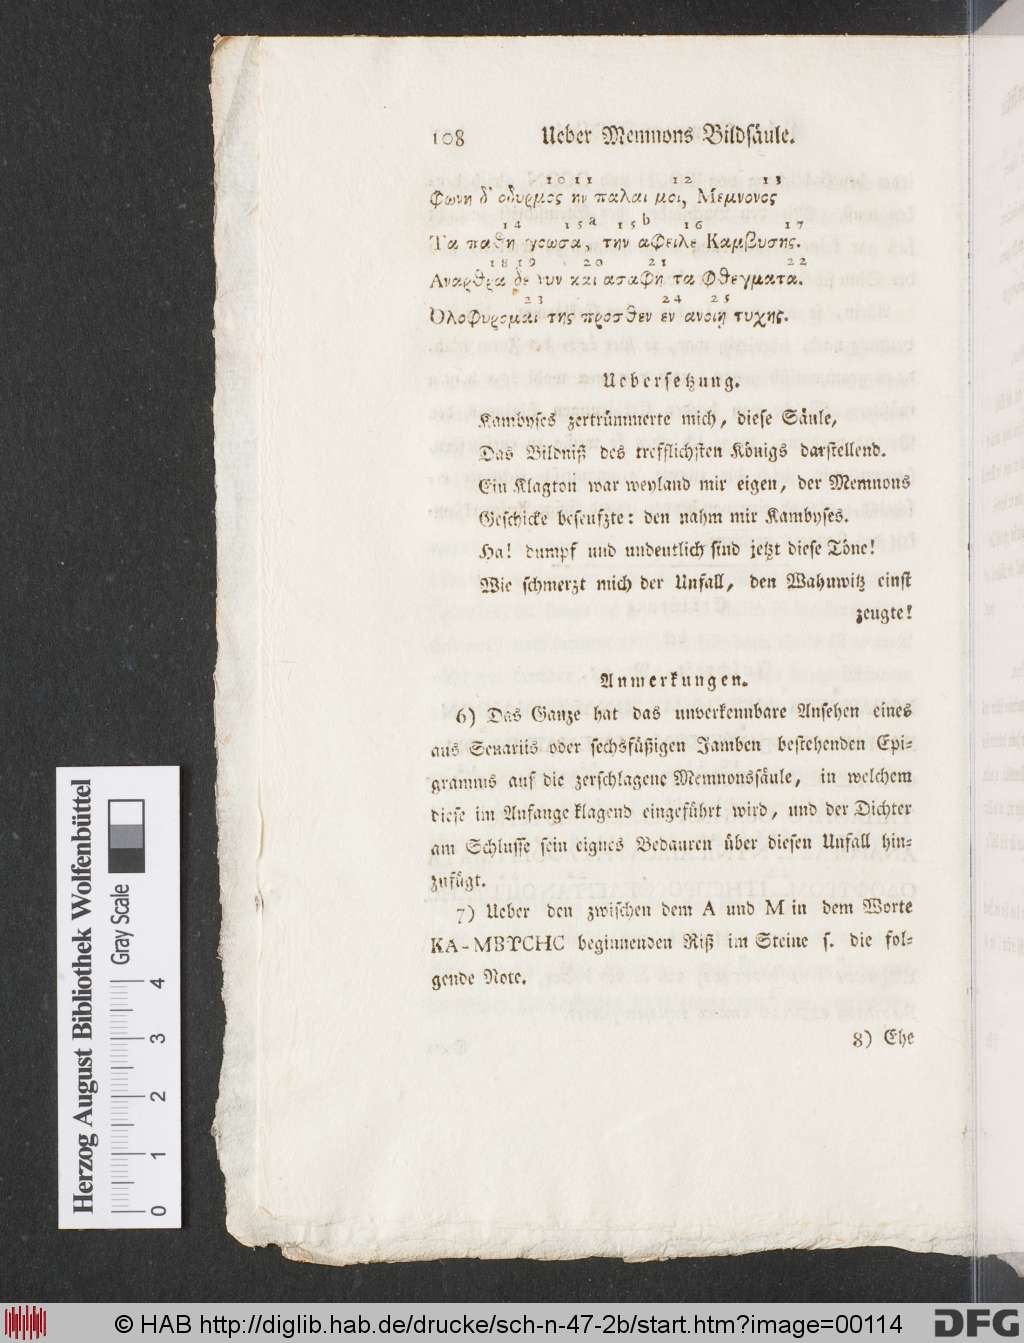 108 Ueber Memnons Bildsäule.
10 11 12 13
Φωνη δ' οδυρμος ην παλαι μοι, Μεμνονος
14 15a 15b 16 17
Τα παθη γοωσα, την αφειλε Καμβυσης.
18 19 20 21 22
Αναρθρα δε νυν και ασαφη τα Φθεγματα.
23 24 25
Ὀλοφυρομαι της προσθεν εν ανοιῃ τυχης.
Uebersetzung.
Kambyses zertrümmerte mich, diese Säule,
Das Bildniß des trefflichsten Königs darstellend.
Ein Klagton war weyland mir eigen, der Memnons
Geschicke beseufzte: den nahm mir Kambyses.
Ha! dumpf und undeutlich sind jetzt diese Töne!
Wie schmerzt mich der Unfall, den Wahnwitz einst
zeugte!
Anmerkungen.
6) Das Ganze hat das unverkennbare Ansehen eines
aus Senariis oder sechsfüßigen Jamben bestehenden Epi-
gramms auf die zerschlagene Memnonssäule, in welchem
diese im Anfange klagend eingeführt wird, und der Dichter
am Schlusse sein eignes Bedauren über diesen Unfall hin-
zufügt.
7) Ueber den zwischen dem A und M in dem Worte
KA-MBΥCHC beginnenden Riß im Steine s. die fol-
gende Note.
8) Ehe
Herzog August Bibliothek Wolfenbüttel
Gray Scale
0 1 2 3 4
© HAB http://diglib.hab.de/drucke/sch-n-47-2b/start.htm?image=00114
DFG